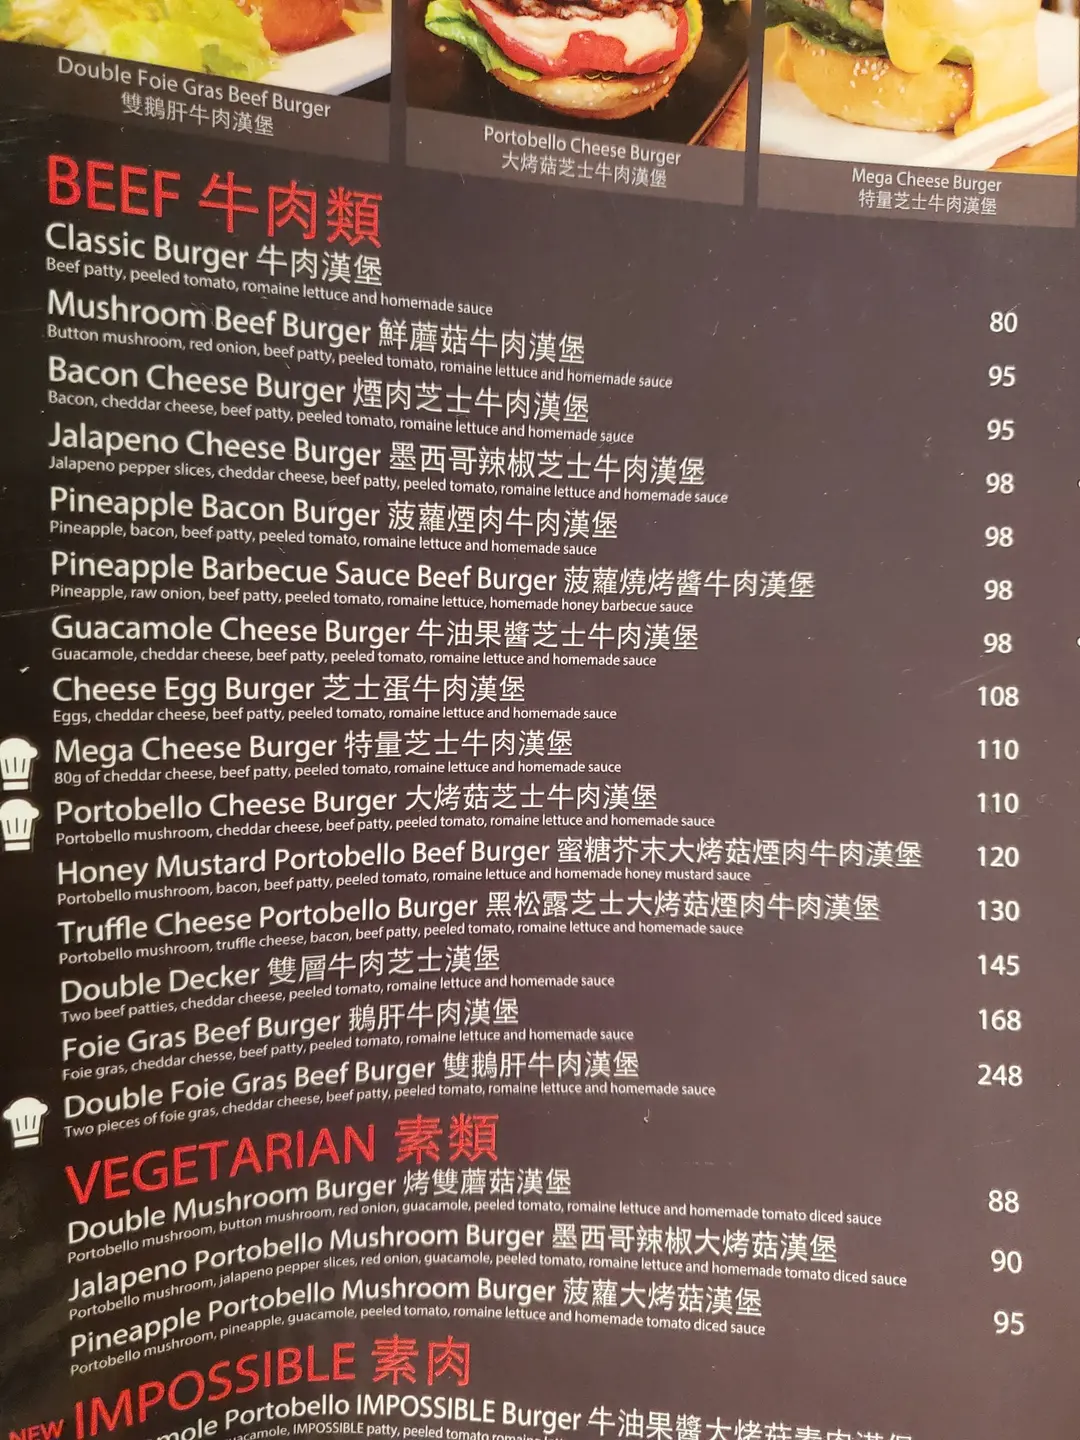 Double Foie Gras Beef Burger
雙鵝肝牛肉漢堡
Portobello Cheese Burger
大烤菇芝士牛肉漢堡
Mega Cheese Burger
特量芝士牛肉漢堡
BEEF 牛肉類
Classic Burger 牛肉漢堡 80
Beef patty, peeled tomato, romaine lettuce and homemade sauce
Mushroom Beef Burger 鮮蘑菇牛肉漢堡 95
Button mushroom, red onion, beef patty, peeled tomato, romaine lettuce and homemade sauce
Bacon Cheese Burger 煙肉芝士牛肉漢堡 95
Bacon, cheddar cheese, beef patty, peeled tomato, romaine lettuce and homemade sauce
Jalapeno Cheese Burger 墨西哥辣椒芝士牛肉漢堡 98
Jalapeno pepper slices, cheddar cheese, beef patty, peeled tomato, romaine lettuce and homemade sauce
Pineapple Bacon Burger 菠蘿煙肉牛肉漢堡 98
Pineapple, bacon, beef patty, peeled tomato, romaine lettuce and homemade sauce
Pineapple Barbecue Sauce Beef Burger 菠蘿燒烤醬牛肉漢堡 98
Pineapple, raw onion, beef patty, peeled tomato, romaine lettuce, homemade honey barbecue sauce
Guacamole Cheese Burger 牛油果醬芝士牛肉漢堡 98
Guacamole, cheddar cheese, beef patty, peeled tomato, romaine lettuce and homemade sauce
Cheese Egg Burger 芝士蛋牛肉漢堡 108
Eggs, cheddar cheese, beef patty, peeled tomato, romaine lettuce and homemade sauce
Mega Cheese Burger 特量芝士牛肉漢堡 110
80g of cheddar cheese, beef patty, peeled tomato, romaine lettuce and homemade sauce
Portobello Cheese Burger 大烤菇芝士牛肉漢堡 110
Portobello mushroom, cheddar cheese, beef patty, peeled tomato, romaine lettuce and homemade sauce
Honey Mustard Portobello Beef Burger 蜜糖芥末大烤菇煙肉牛肉漢堡 120
Portobello mushroom, bacon, beef patty, peeled tomato, romaine lettuce and homemade honey mustard sauce
Truffle Cheese Portobello Burger 黑松露芝士大烤菇煙肉牛肉漢堡 130
Portobello mushroom, truffle cheese, bacon, beef patty, peeled tomato, romaine lettuce and homemade sauce
Double Decker 雙層牛肉芝士漢堡 145
Two beef patties, cheddar cheese, peeled tomato, romaine lettuce and homemade sauce
Foie Gras Beef Burger 鵝肝牛肉漢堡 168
Foie gras, cheddar chesse, beef patty, peeled tomato, romaine lettuce and homemade sauce
Double Foie Gras Beef Burger 雙鵝肝牛肉漢堡 248
Two pieces of foie gras, cheddar cheese, beef patty, peeled tomato, romaine lettuce and homemade sauce
VEGETARIAN 素類
Double Mushroom Burger 烤雙蘑菇漢堡 88
Portobello mushroom, button mushroom, red onion, guacamole, peeled tomato, romaine lettuce and homemade tomato diced sauce
Jalapeno Portobello Mushroom Burger 墨西哥辣椒大烤菇漢堡 90
Portobello mushroom, jalapeno pepper slices, red onion, guacamole, peeled tomato, romaine lettuce and homemade tomato diced sauce
Pineapple Portobello Mushroom Burger 菠蘿大烤菇漢堡 95
Portobello mushroom, pineapple, guacamole, peeled tomato, romaine lettuce and homemade tomato diced sauce
NEW IMPOSSIBLE 素肉
mole Portobello IMPOSSIBLE Burger 牛油果醬大烤菇素肉漢堡
uacamole, IMPOSSIBLE patty, peeled tomato